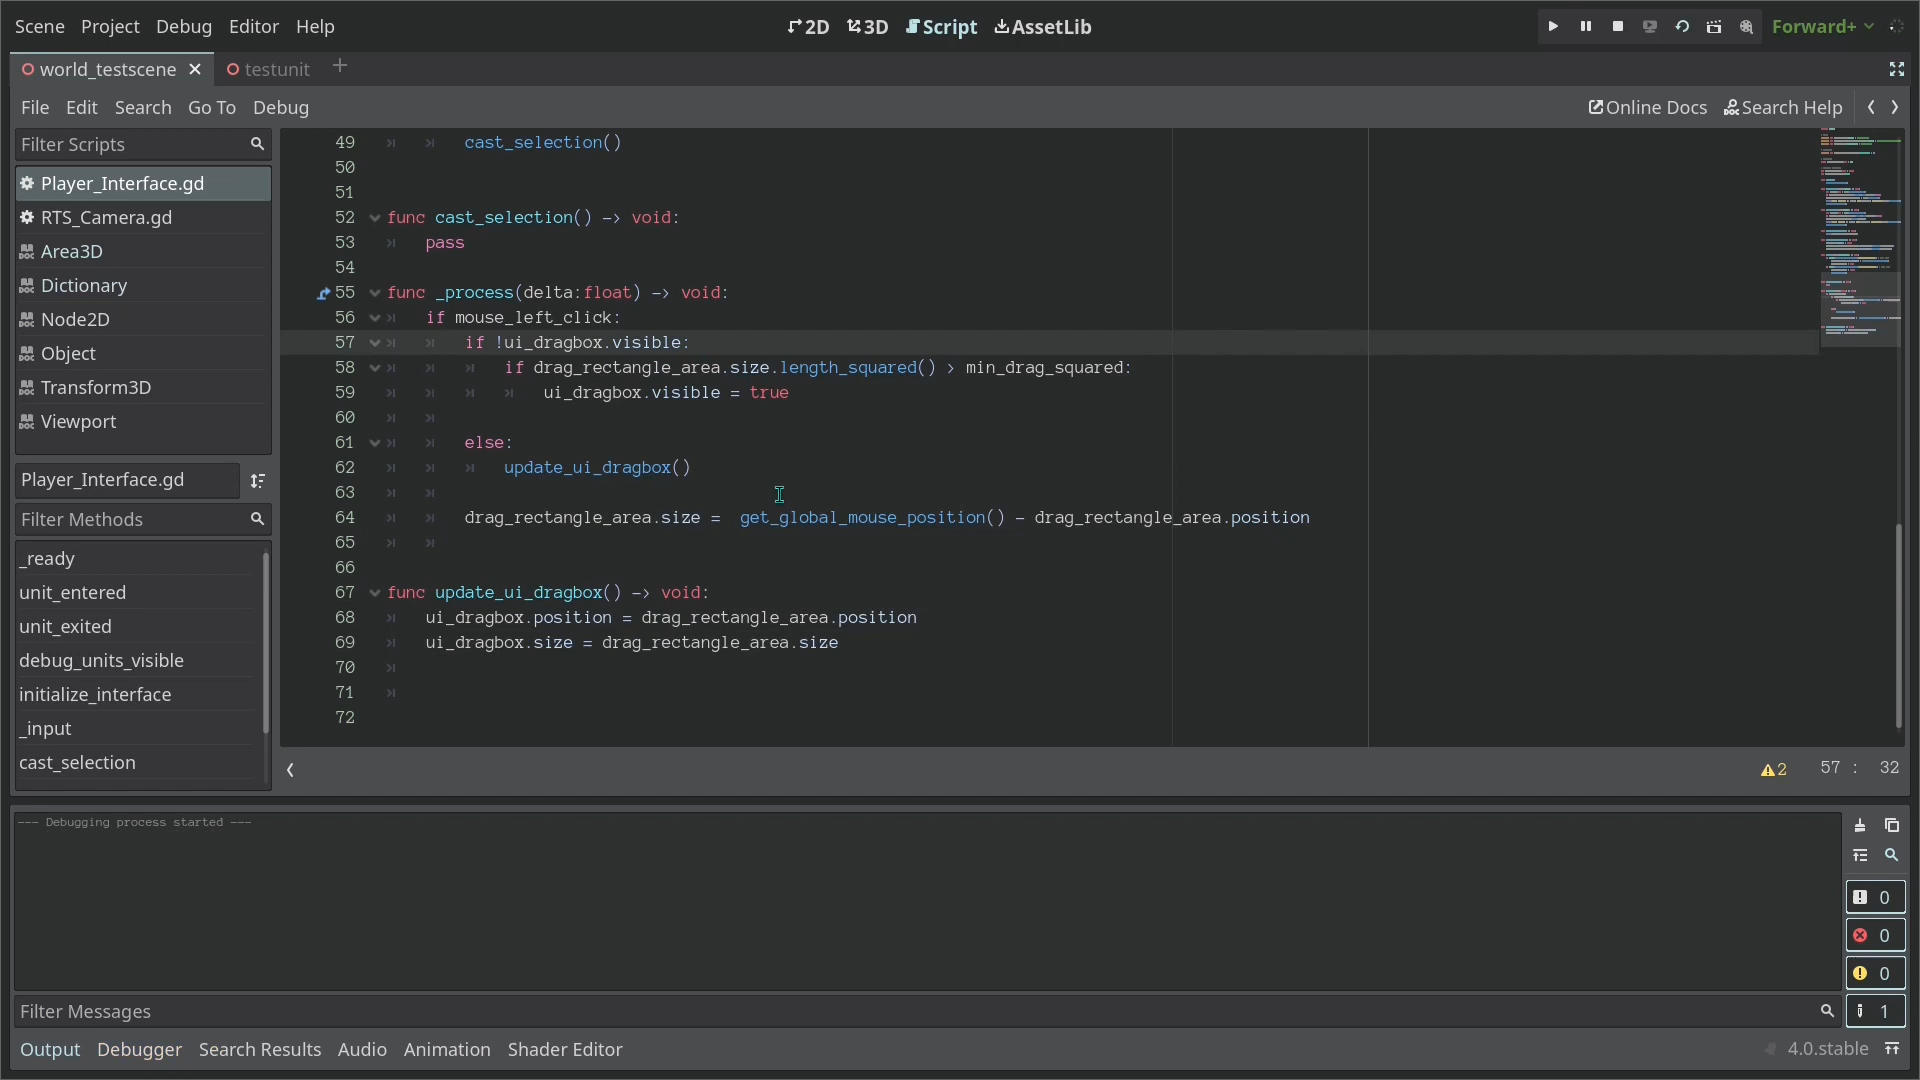 Scene Project Debug Editor Help 2D 3D Script AssetLib Forward+
world_testscene testunit
File Edit Search Go To Debug Online Docs Search Help
Filter Scripts
Player_Interface.gd
RTS_Camera.gd
Area3D
Dictionary
Node2D
Object
Transform3D
Viewport
Player_Interface.gd
Filter Methods
_ready
unit_entered
unit_exited
debug_units_visible
initialize_interface
_input
cast_selection
49 cast_selection()
50
51
52 func cast_selection() -> void:
53 pass
54
55 func _process(delta:float) -> void:
56 if mouse_left_click:
57 if !ui_dragbox.visible:
58 if drag_rectangle_area.size.length_squared() > min_drag_squared:
59 ui_dragbox.visible = true
60
61 else:
62 update_ui_dragbox()
63
64 drag_rectangle_area.size =  get_global_mouse_position() - drag_rectangle_area.position
65
66
67 func update_ui_dragbox() -> void:
68 ui_dragbox.position = drag_rectangle_area.position
69 ui_dragbox.size = drag_rectangle_area.size
70
71
72
2 57 : 32
--- Debugging process started ---
0
0
0
1
Filter Messages
Output Debugger Search Results Audio Animation Shader Editor 4.0.stable